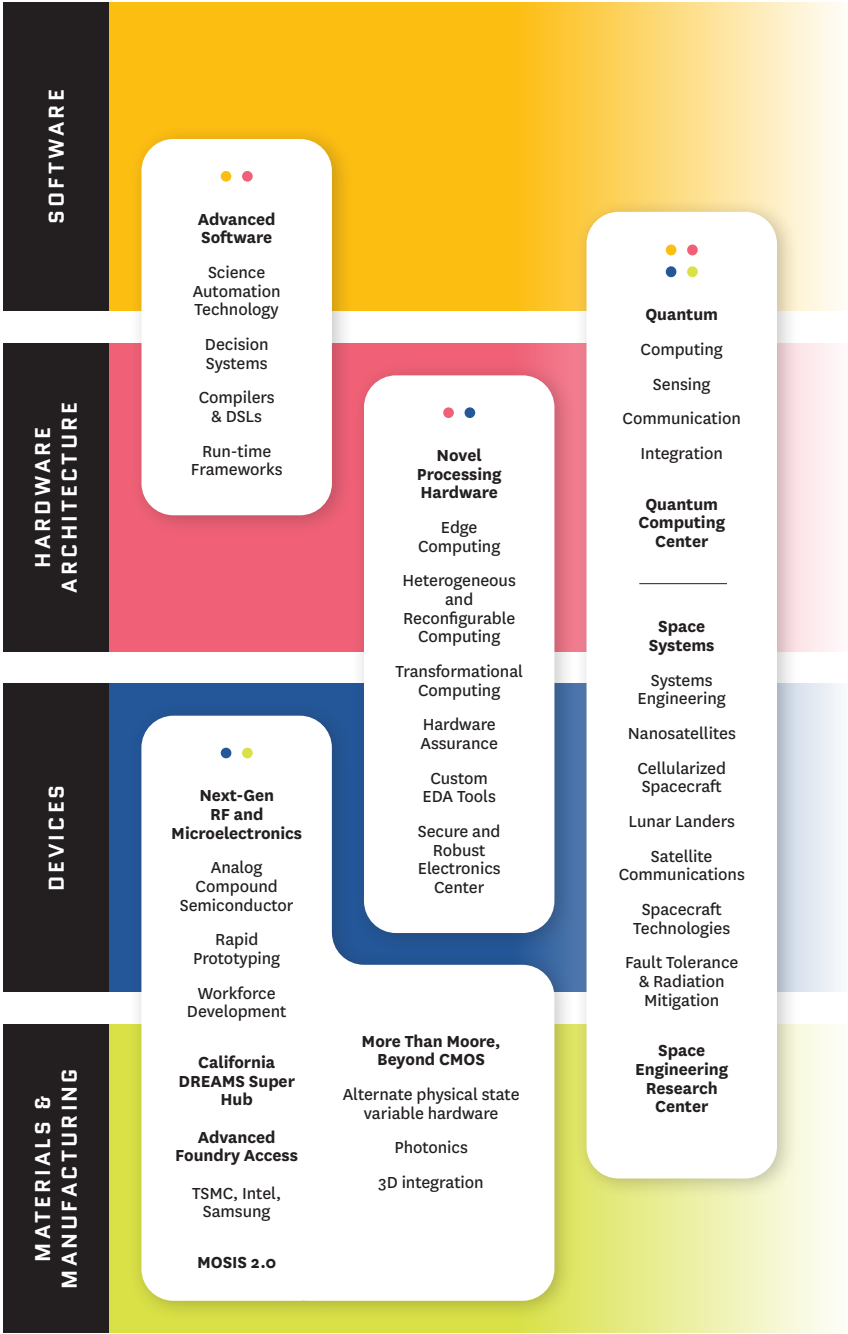 SOFTWARE
Advanced
Software
Science
Automation
Technology
Decision
Systems
Compilers
& DSLs
Run-time
Frameworks
HARDWARE
ARCHITECTURE
Novel
Processing
Hardware
Edge
Computing
Heterogeneous
and
Reconfigurable
Computing
Transformational
Computing
Hardware
Assurance
Custom
EDA Tools
Secure and
Robust
Electronics
Center
Quantum
Computing
Sensing
Communication
Integration
Quantum
Computing
Center
Space
Systems
Systems
Engineering
Nanosatellites
Cellularized
Spacecraft
Lunar Landers
Satellite
Communications
Spacecraft
Technologies
Fault Tolerance
& Radiation
Mitigation
Space
Engineering
Research
Center
DEVICES
Next-Gen
RF and
Microelectronics
Analog
Compound
Semiconductor
Rapid
Prototyping
Workforce
Development
California
DREAMS Super
Hub
Advanced
Foundry Access
TSMC, Intel,
Samsung
MOSIS 2.0
MATERIALS &
MANUFACTURING
More Than Moore,
Beyond CMOS
Alternate physical state
variable hardware
Photonics
3D integration